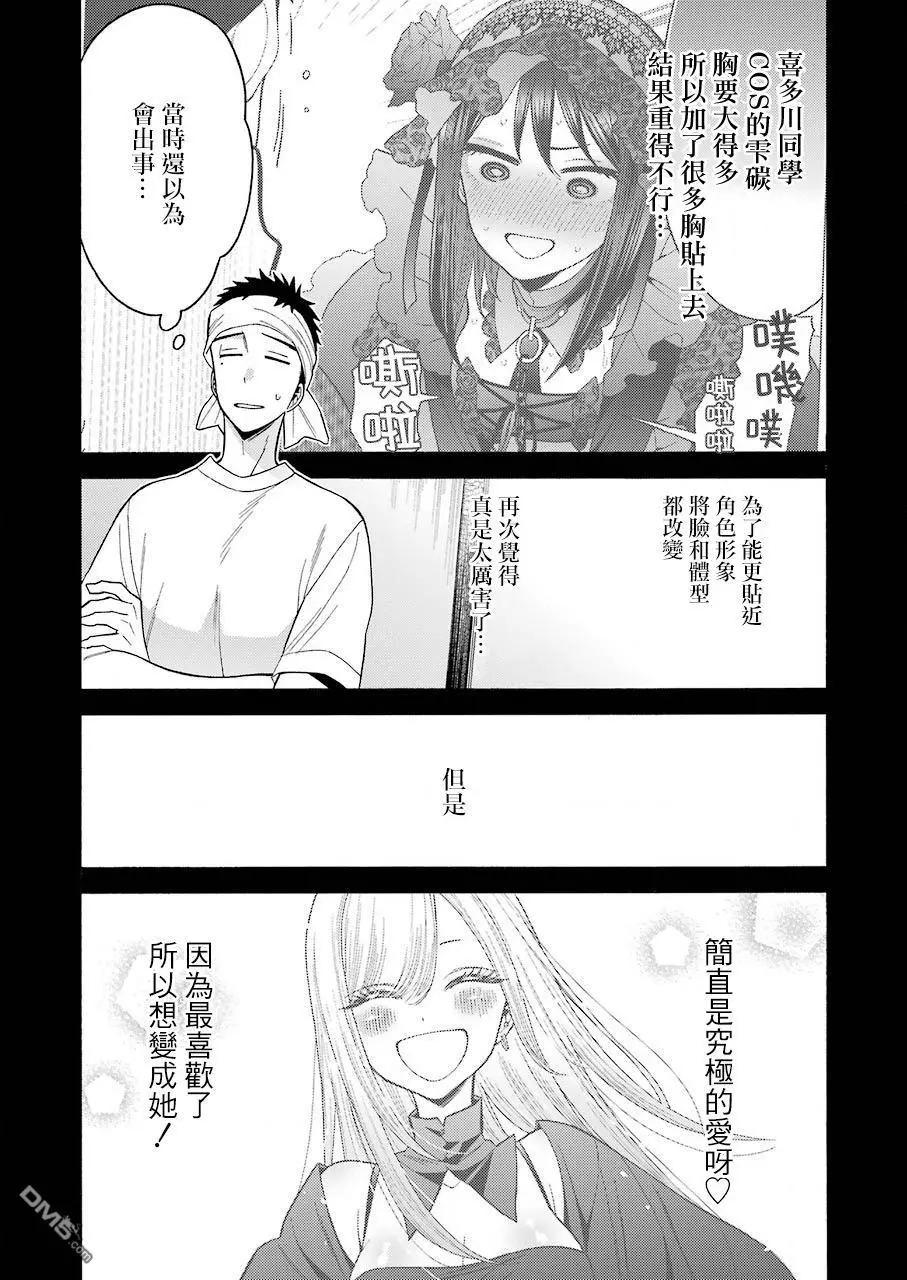 喜多川同學
COS的雫碳
胸要大得多
所以加了很多胸貼上去
結果重得不行…
噗嘰噗
嘶啦啦
嘶啦
當時還以為
會出事…
為了能更貼近
角色形象
將臉和體型
都改變
再次覺得
真是太厲害了…
但是
簡直是究極的愛呀♡
因為最喜歡了
所以想變成她！
DM5